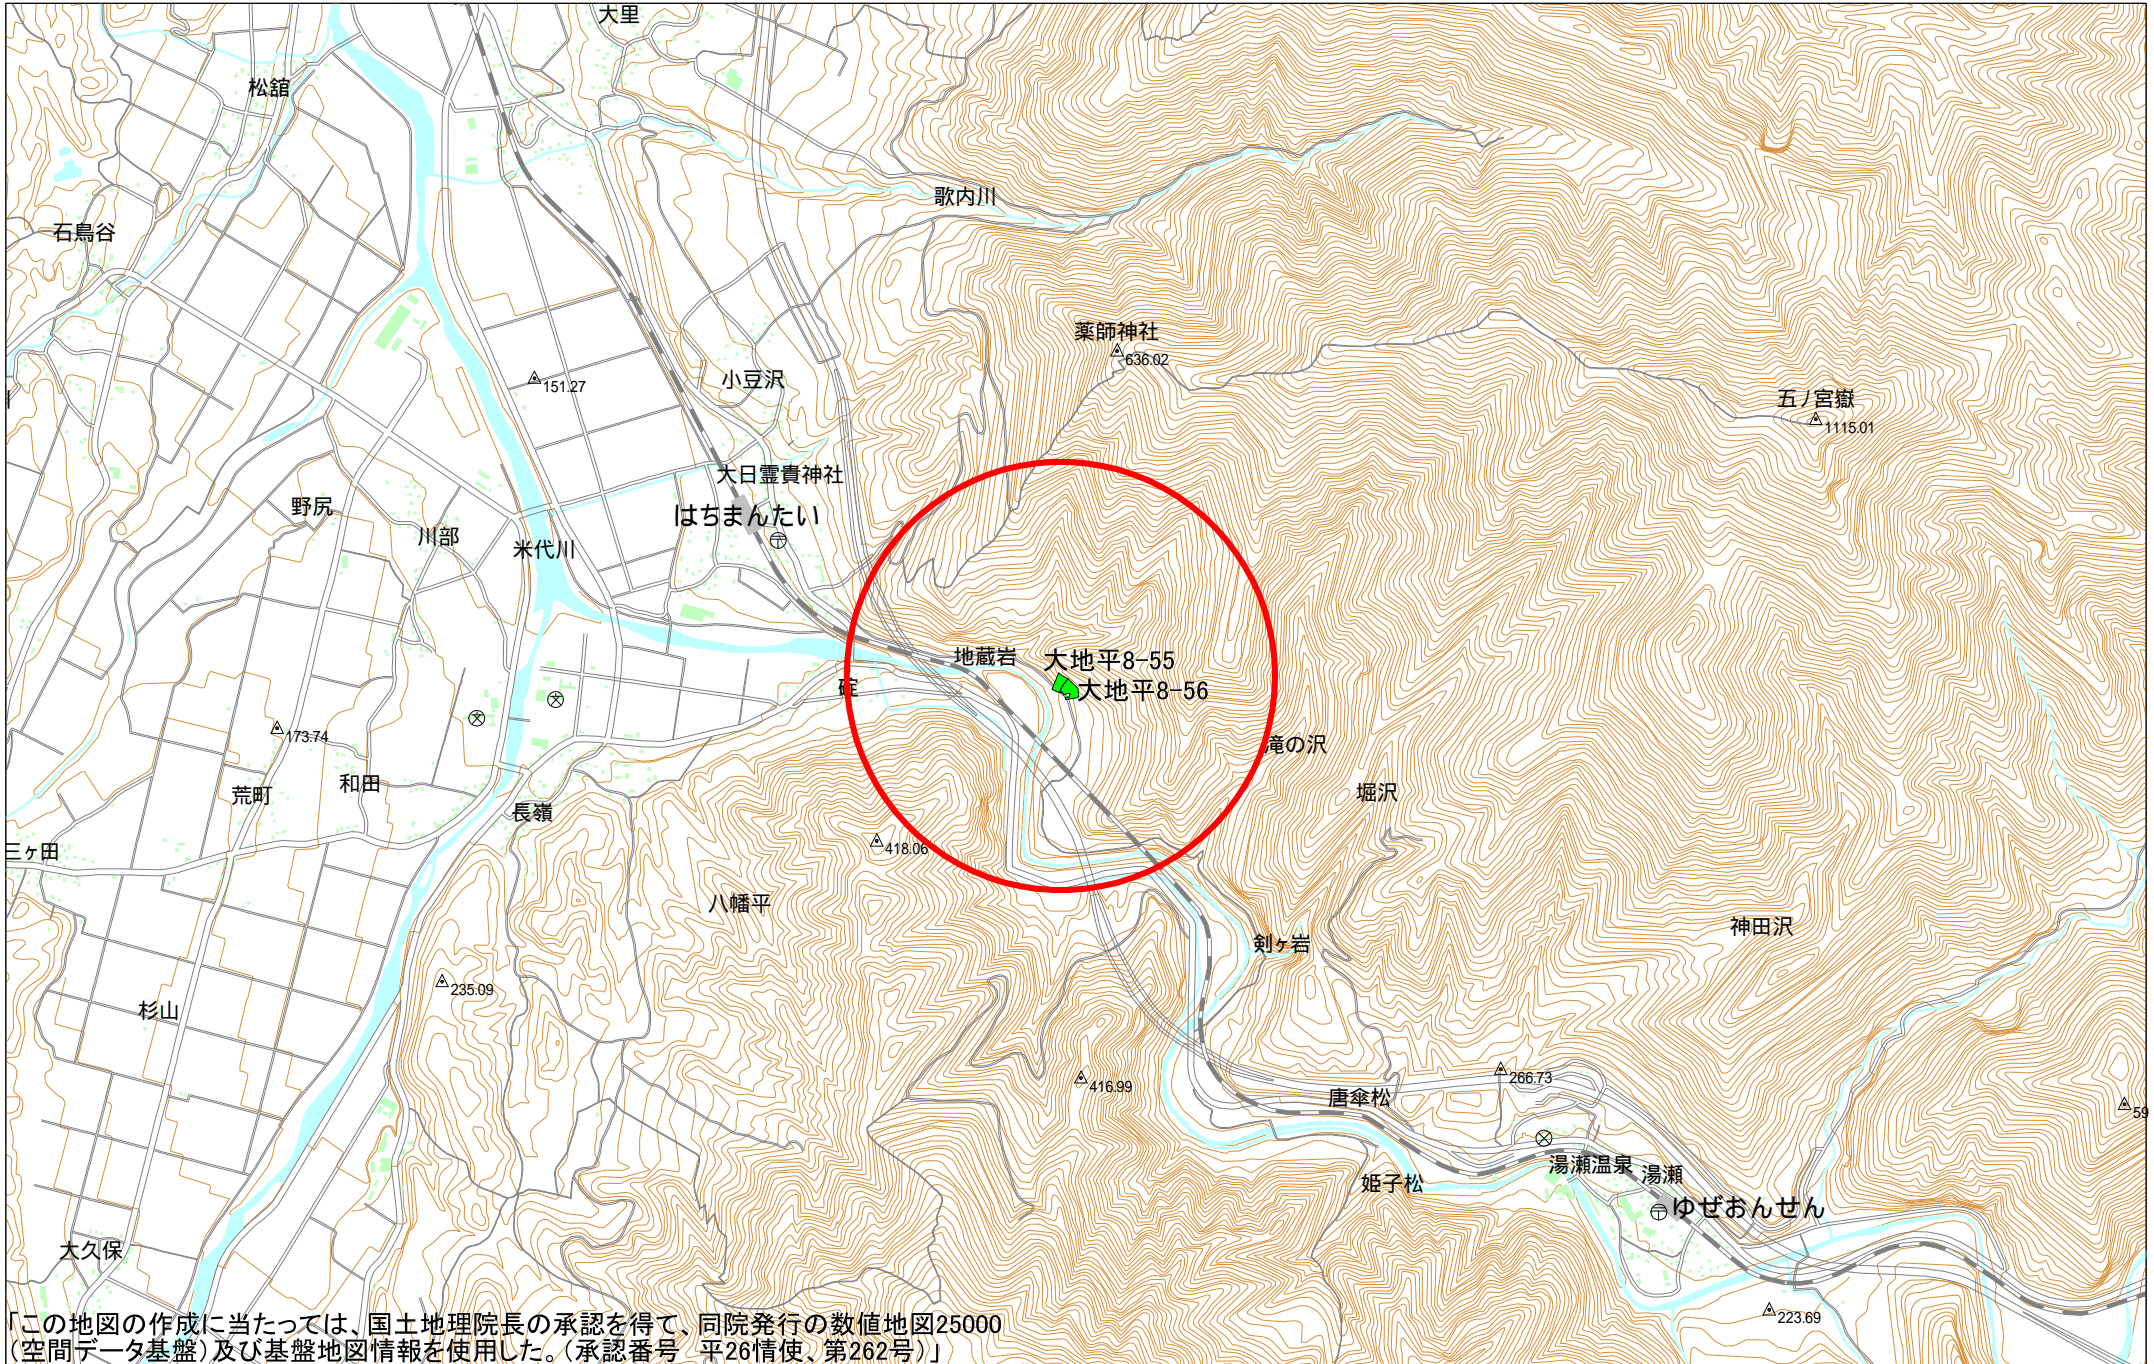 大里
松舘
歌内川
石鳥谷
薬師神社
636.02
151.27
小豆沢
五ノ宮嶽
1115.01
大日霊貴神社
はちまんたい
野尻
川部
米代川
地蔵岩
大地平8-55
大地平8-56
碇
173.74
滝の沢
和田
荒町
堀沢
長嶺
三ヶ田
418.06
八幡平
神田沢
剣ヶ岩
235.09
杉山
416.99
266.73
唐傘松
59
湯瀬温泉
湯瀬
姫子松
ゆぜおんせん
大久保
223.69
「この地図の作成に当たっては、国土地理院長の承認を得て、同院発行の数値地図25000
(空間データ基盤)及び基盤地図情報を使用した。(承認番号 平26情使、第262号)」